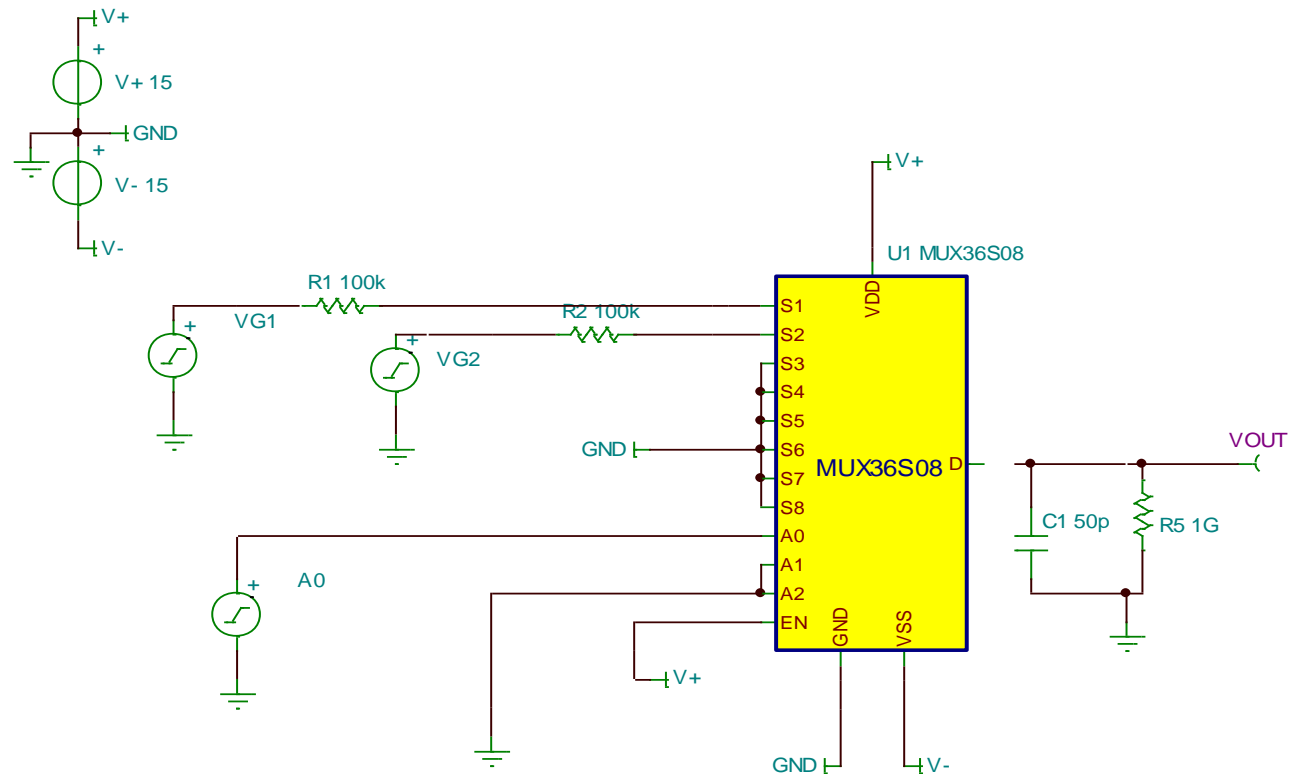 V+
+
V+ 15
GND
+
V- 15
V-
V+
U1 MUX36S08
R1 100k
VDD
S1
+
VG1
R2 100k
S2
+
VG2
S3
S4
S5
GND
S6
S7
S8
MUX36S08
D
VOUT
C1 50p
R5 1G
A0
A1
A2
EN
+
A0
GND
VSS
V+
GND
V-